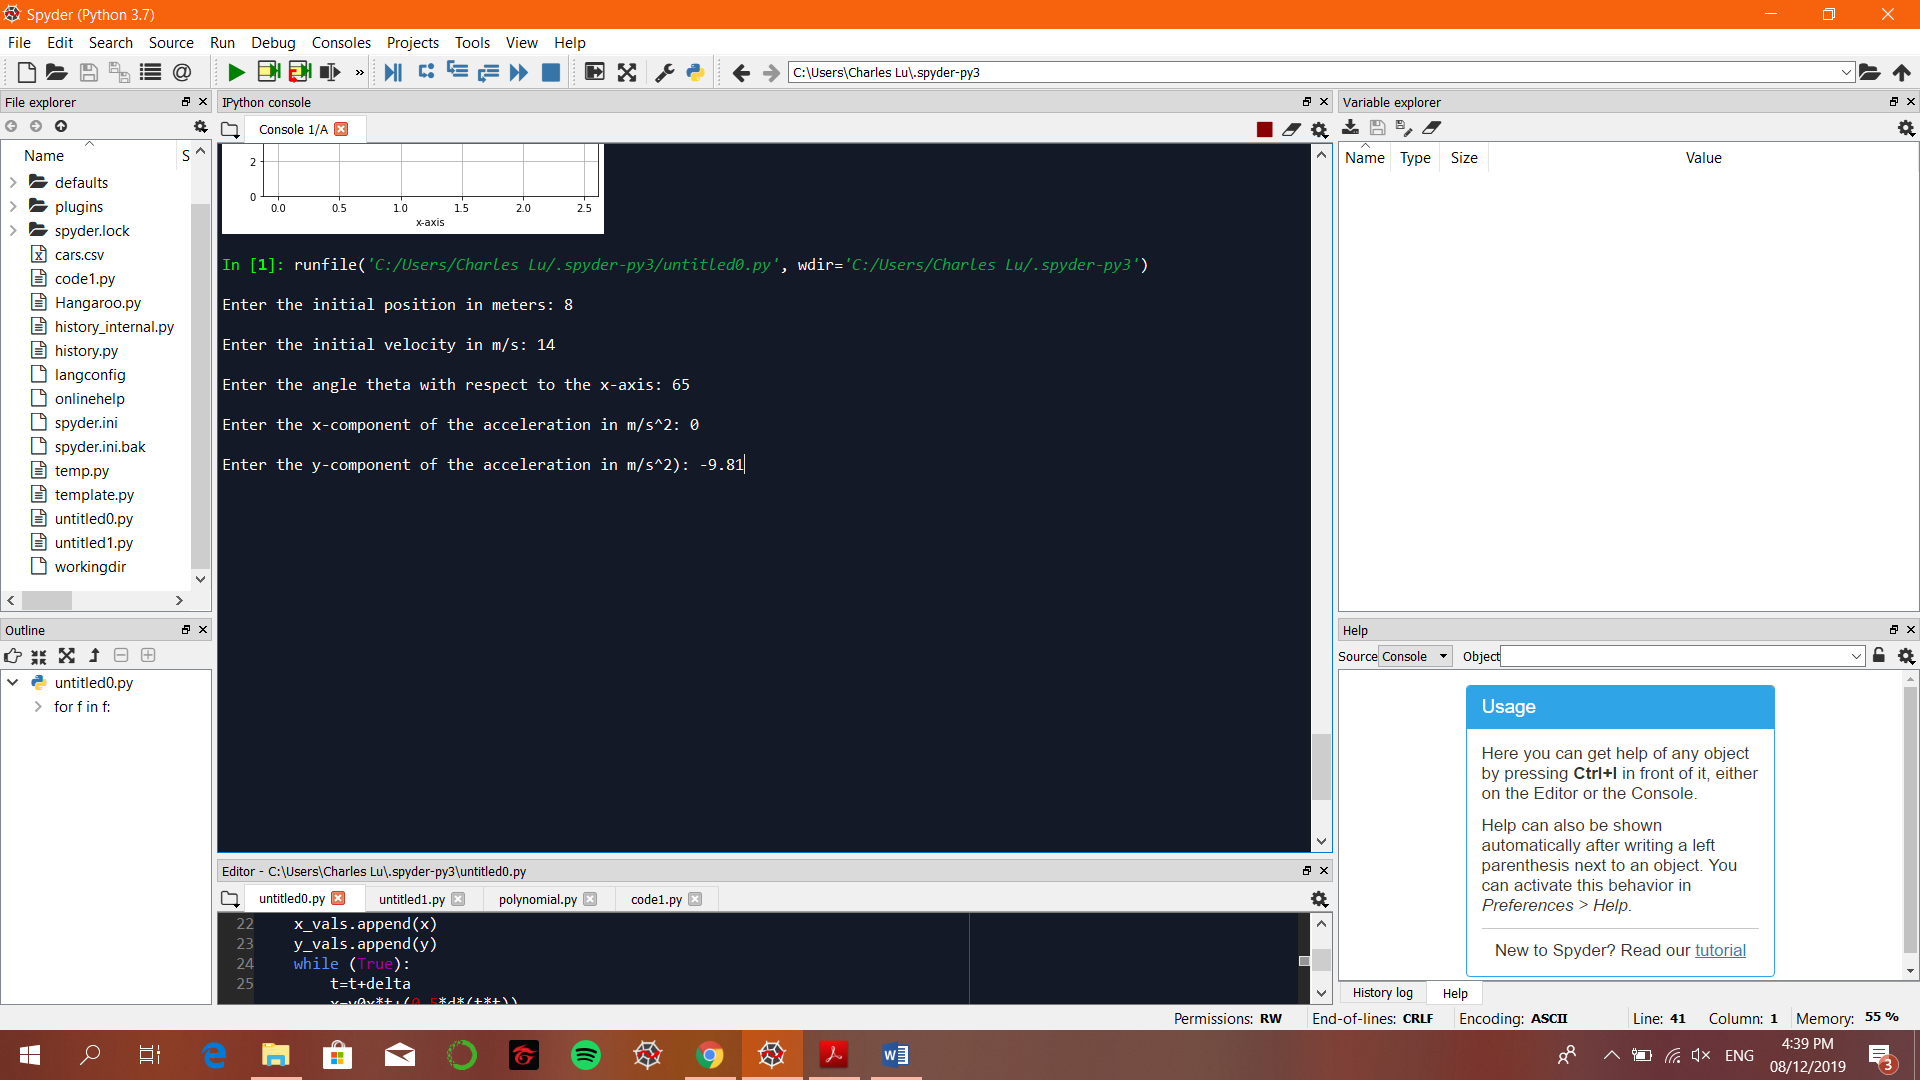 Spyder (Python 3.7)
File Edit Search Source Run Debug Consoles Projects Tools View Help
C:\Users\Charles Lu\.spyder-py3
File explorer
Name S
defaults
plugins
spyder.lock
cars.csv
code1.py
Hangaroo.py
history_internal.py
history.py
langconfig
onlinehelp
spyder.ini
spyder.ini.bak
temp.py
template.py
untitled0.py
untitled1.py
workingdir
Outline
untitled0.py
for f in f:
IPython console
Console 1/A
2
0
0.0 0.5 1.0 1.5 2.0 2.5
x-axis
In [1]: runfile('C:/Users/Charles Lu/.spyder-py3/untitled0.py', wdir='C:/Users/Charles Lu/.spyder-py3')
Enter the initial position in meters: 8
Enter the initial velocity in m/s: 14
Enter the angle theta with respect to the x-axis: 65
Enter the x-component of the acceleration in m/s^2: 0
Enter the y-component of the acceleration in m/s^2): -9.81
Editor - C:\Users\Charles Lu\.spyder-py3\untitled0.py
untitled0.py untitled1.py polynomial.py code1.py
22 x_vals.append(x)
23 y_vals.append(y)
24 while (True):
25 t=t+delta
x=v0x*t+(0.5*d*(t*t))
Variable explorer
Name Type Size Value
Help
Source Console Object
Usage
Here you can get help of any object
by pressing Ctrl+I in front of it, either
on the Editor or the Console.
Help can also be shown
automatically after writing a left
parenthesis next to an object. You
can activate this behavior in
Preferences > Help.
New to Spyder? Read our tutorial
History log Help
Permissions: RW End-of-lines: CRLF Encoding: ASCII Line: 41 Column: 1 Memory: 55 %
ENG
4:39 PM
08/12/2019
3